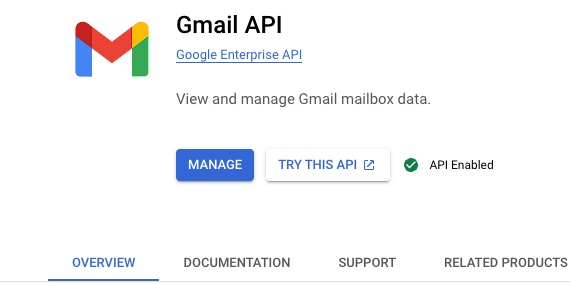 Gmail API
Google Enterprise API
View and manage Gmail mailbox data.
MANAGE TRY THIS API API Enabled
OVERVIEW DOCUMENTATION SUPPORT RELATED PRODUCTS